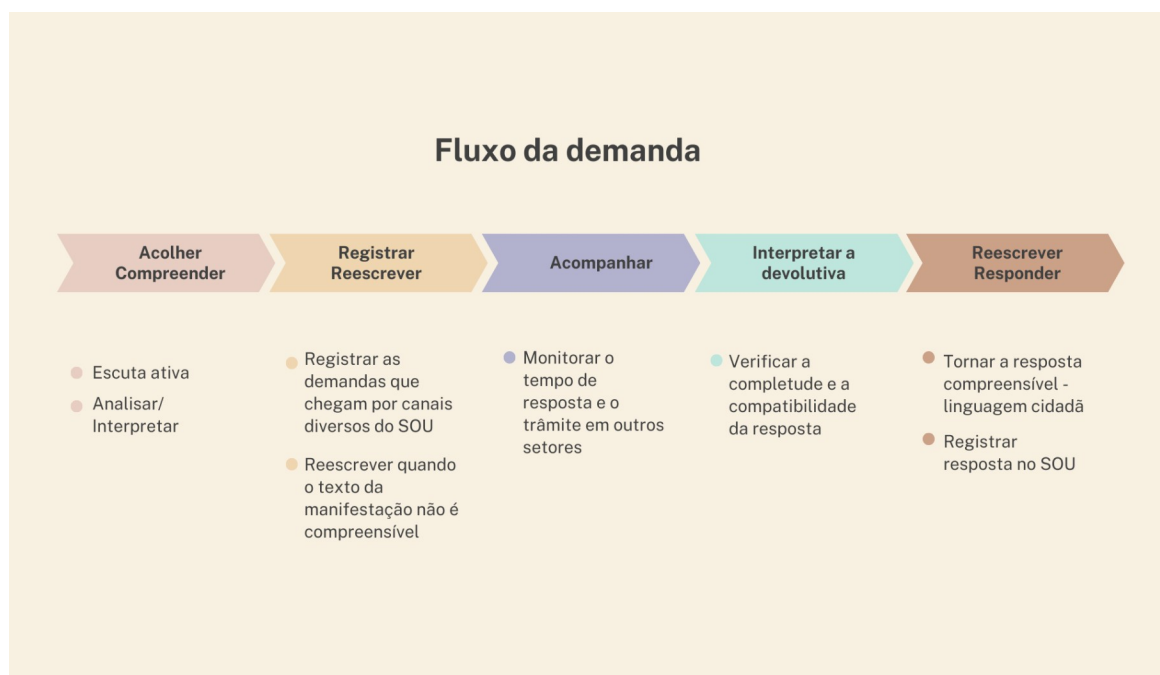 Fluxo da demanda
Acolher
Compreender
Registrar
Reescrever
Acompanhar
Interpretar a
devolutiva
Reescrever
Responder
Escuta ativa
Analisar/
Interpretar
Registrar as
demandas que
chegam por canais
diversos do SOU
Reescrever quando
o texto da
manifestação não é
compreensível
Monitorar o
tempo de
resposta e o
trâmite em outros
setores
Verificar a
completude e a
compatibilidade
da resposta
Tornar a resposta
compreensível -
linguagem cidadã
Registrar
resposta no SOU